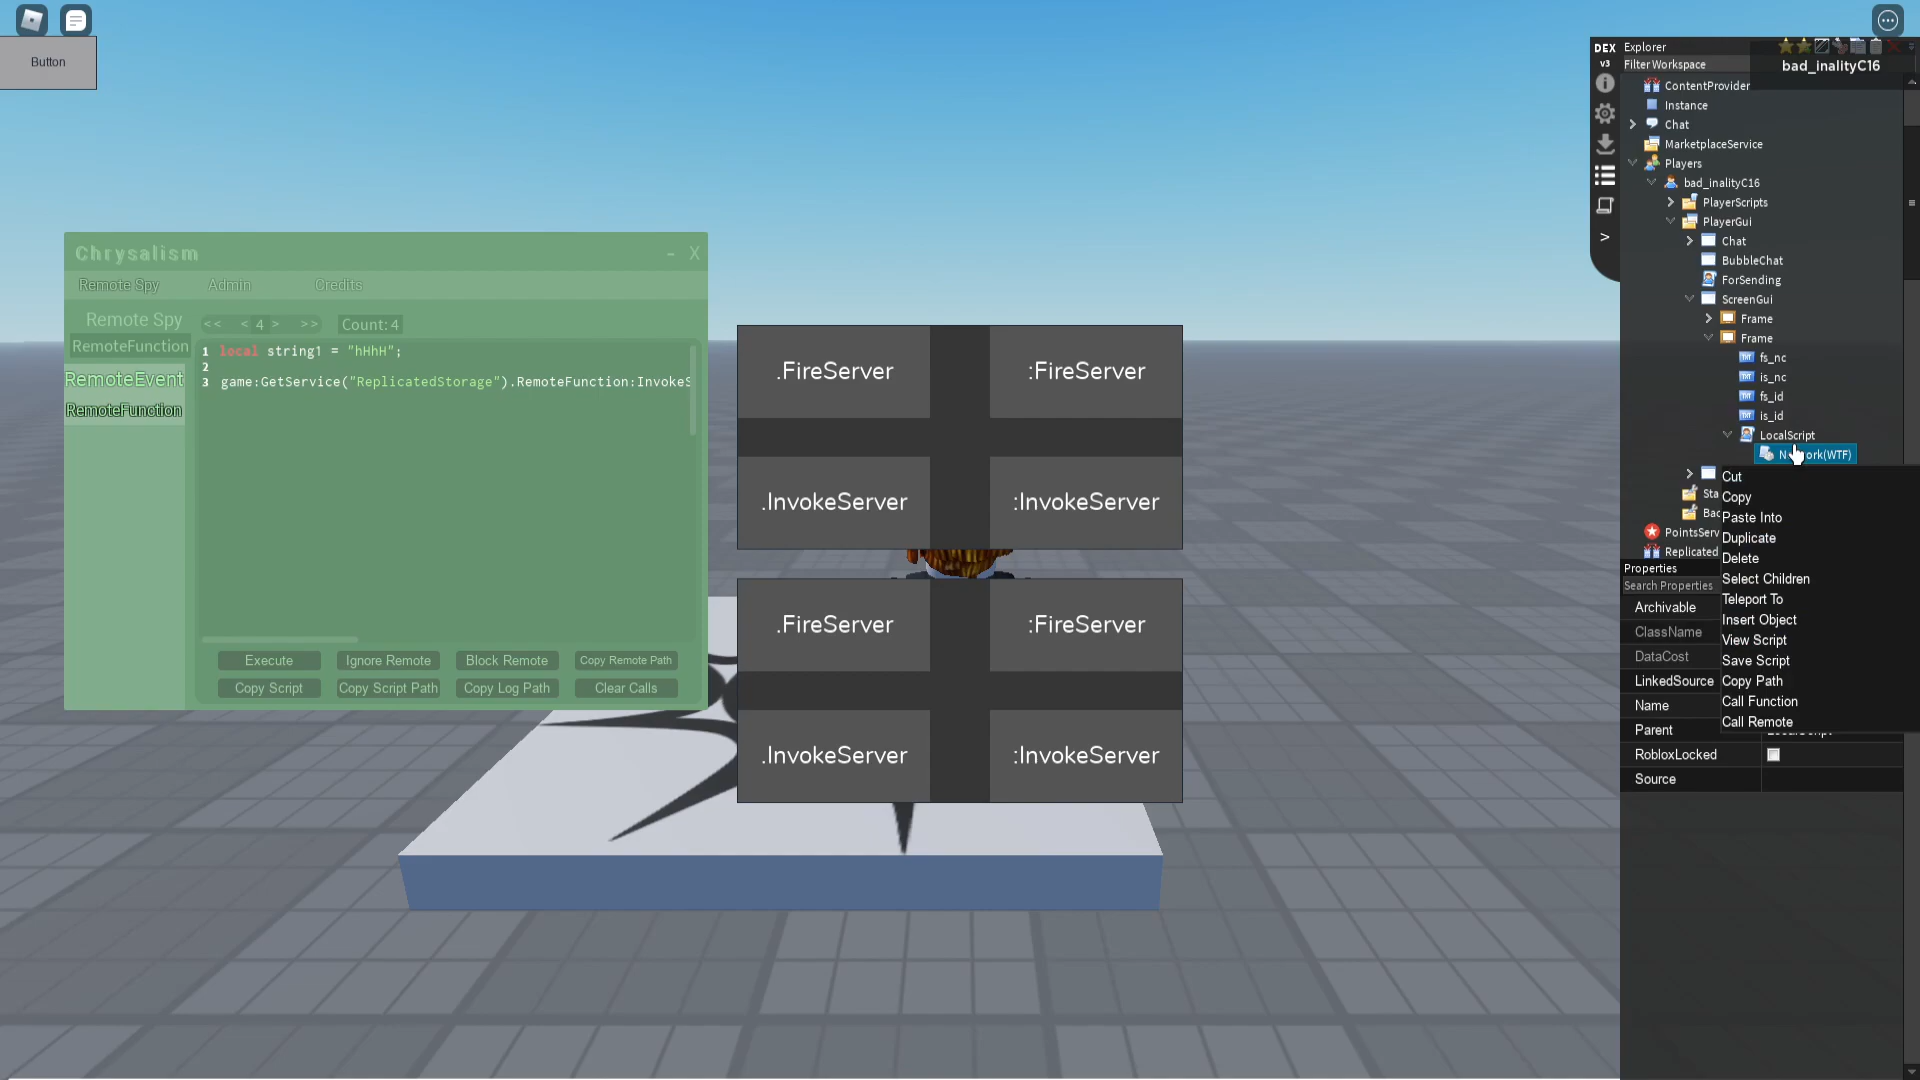 Button
Chrysalism
- X
Remote Spy Admin Credits
Remote Spy
RemoteFunction
RemoteEvent
RemoteFunction
<< < 4 > >> Count: 4
1 local string1 = "hHhH";
2
3 game:GetService("ReplicatedStorage").RemoteFunction:InvokeS
Execute Ignore Remote Block Remote Copy Remote Path
Copy Script Copy Script Path Copy Log Path Clear Calls
.FireServer :FireServer
.InvokeServer :InvokeServer
.FireServer :FireServer
.InvokeServer :InvokeServer
DEX Explorer
v3 Filter Workspace
bad_inalityC16
ContentProvider
Instance
Chat
MarketplaceService
Players
bad_inalityC16
PlayerScripts
PlayerGui
Chat
BubbleChat
ForSending
ScreenGui
Frame
Frame
fs_nc
is_nc
fs_id
is_id
LocalScript
ork(WTF)
Sta
Bac
PointsServ
Replicated
Cut
Copy
Paste Into
Duplicate
Delete
Select Children
Teleport To
Insert Object
View Script
Save Script
Copy Path
Call Function
Call Remote
Properties
Search Properties
Archivable
ClassName
DataCost
LinkedSource
Name
Parent
RobloxLocked
Source